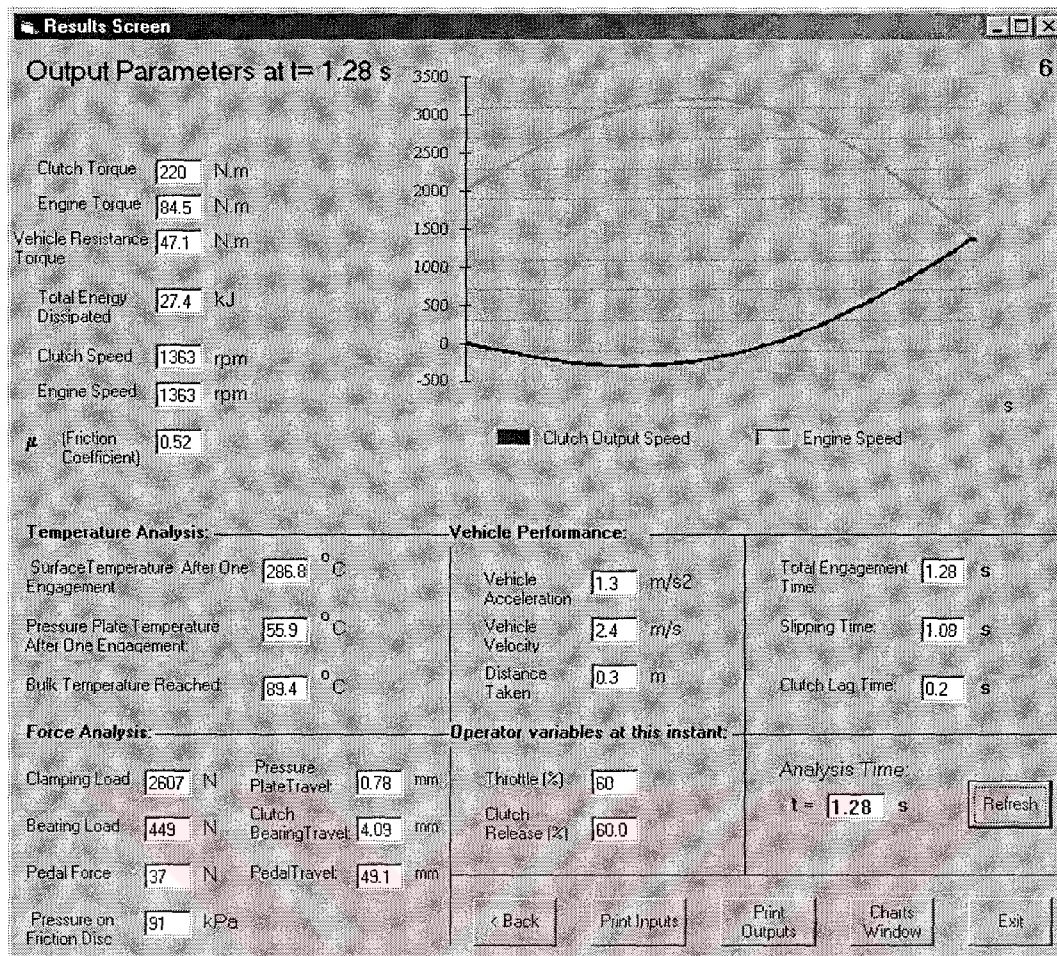 Results Screen
Output Parameters at t= 1.28 s
6
Clutch Torque 220 N.m
Engine Torque 84.5 N.m
Vehicle Resistance Torque 47.1 N.m
Total Energy Dissipated 27.4 kJ
Clutch Speed 1363 rpm
Engine Speed 1363 rpm
μ (Friction Coefficient) 0.52
3500
3000
2500
2000
1500
1000
500
0
-500
s
Clutch Output Speed
Engine Speed
Temperature Analysis:
SurfaceTemperature After One Engagement 286.8 °C
Pressure Plate Temperature After One Engagement: 55.9 °C
Bulk Temperature Reached: 89.4 °C
Vehicle Performance:
Vehicle Acceleration 1.3 m/s2
Vehicle Velocity 2.4 m/s
Distance Taken 0.3 m
Total Engagement Time: 1.28 s
Slipping Time: 1.08 s
Clutch Lag Time: 0.2 s
Force Analysis:
Clamping Load 2607 N
Pressure PlateTravel: 0.78 mm
Bearing Load 449 N
Clutch BearingTravel: 4.09 mm
Pedal Force 37 N
PedalTravel: 49.1 mm
Pressure on Friction Disc 91 kPa
Operator variables at this instant:
Throttle (%) 60
Clutch Release (%) 60.0
Analysis Time:
t = 1.28 s
Refresh
< Back
Print Inputs
Print Outputs
Charts Window
Exit